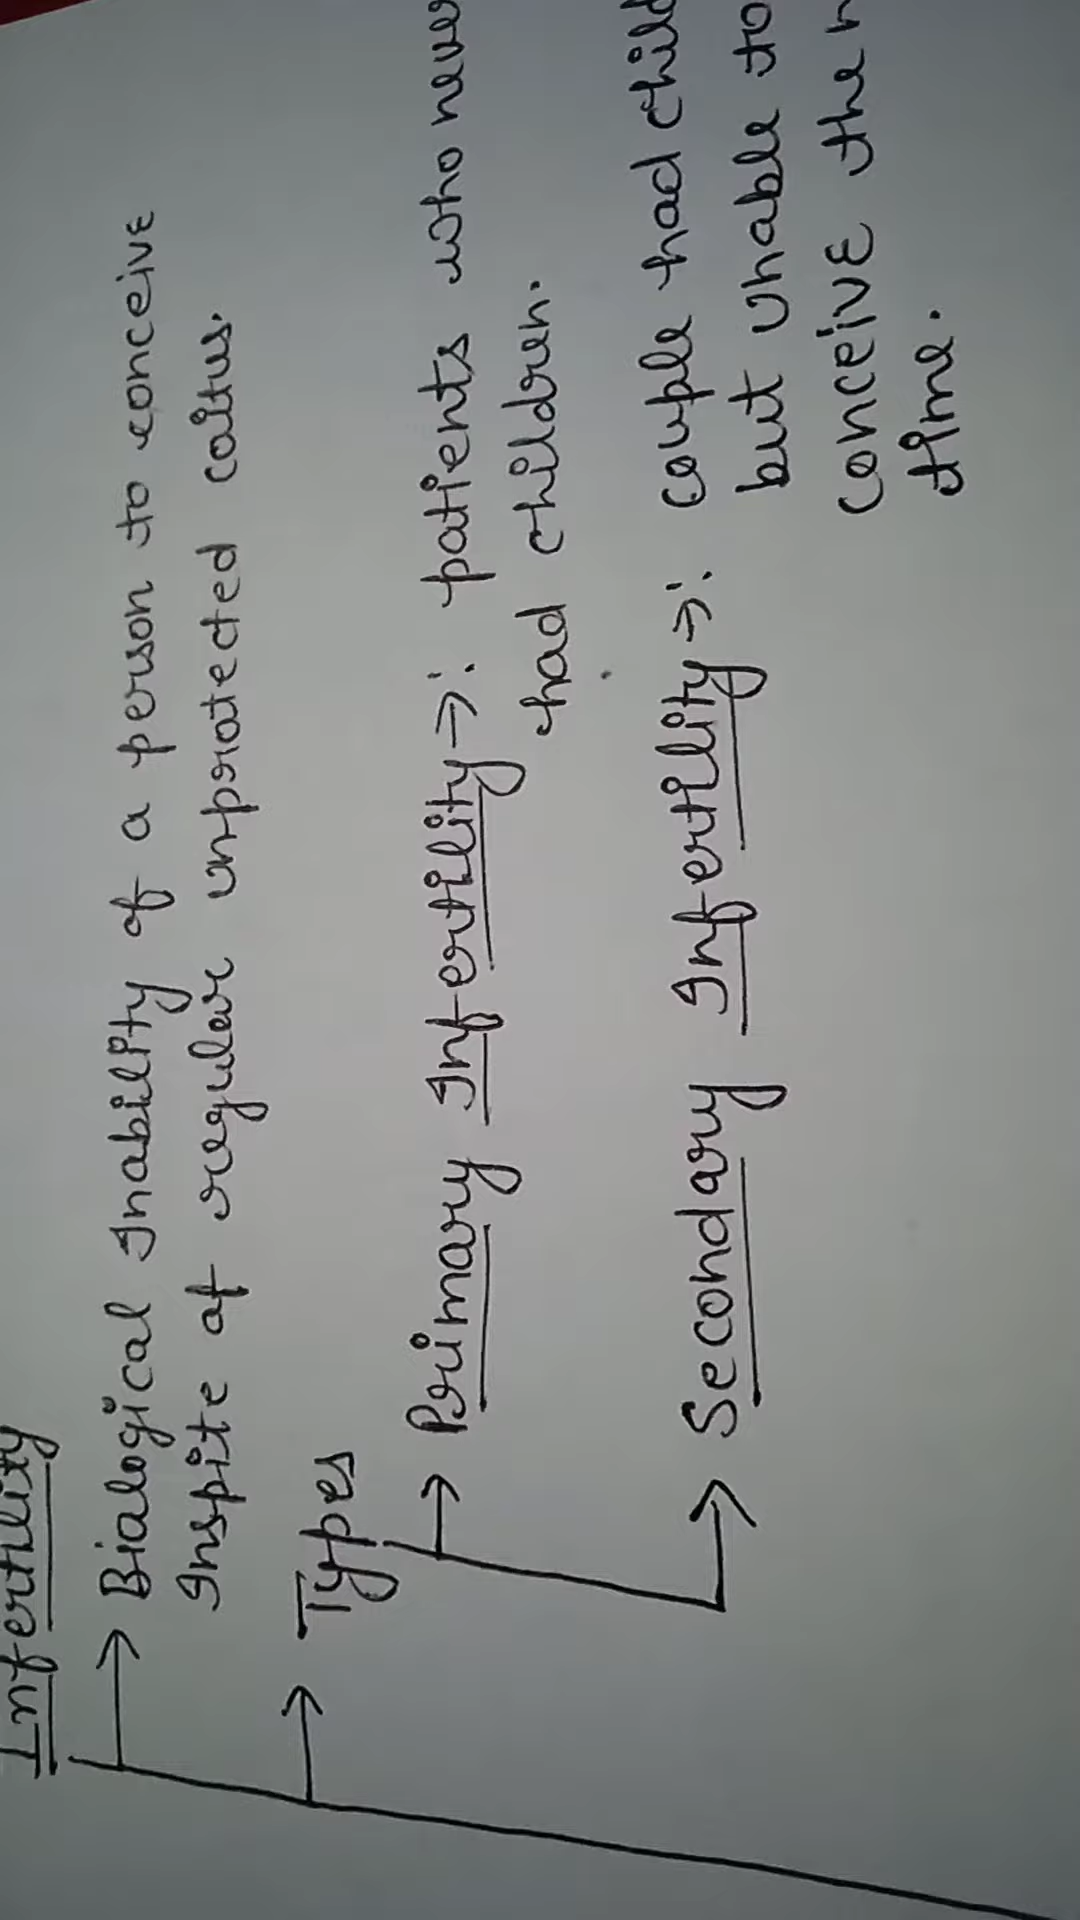 Infertility
→ Biological Inability of a person to conceive
Inspite of regular unprotected coitus.
→ Types
→ Primary Infertility →: patients who never
had children.
→ Secondary Infertility →: couple had child
but unable to
conceive the n
time.